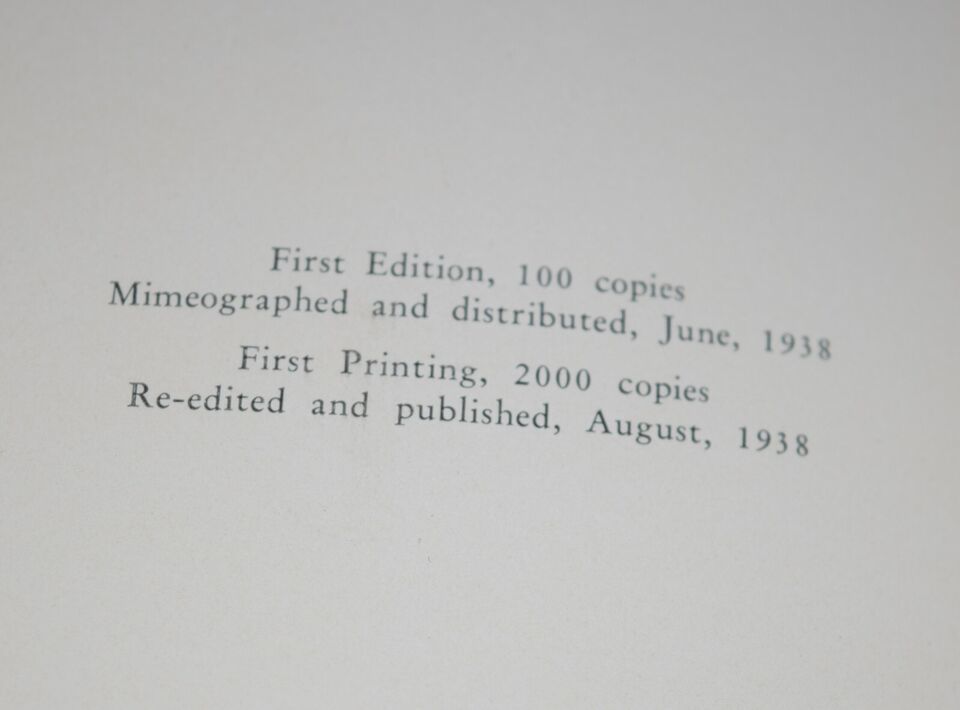 First Edition, 100 copies
Mimeographed and distributed, June, 1938
First Printing, 2000 copies
Re-edited and published, August, 1938